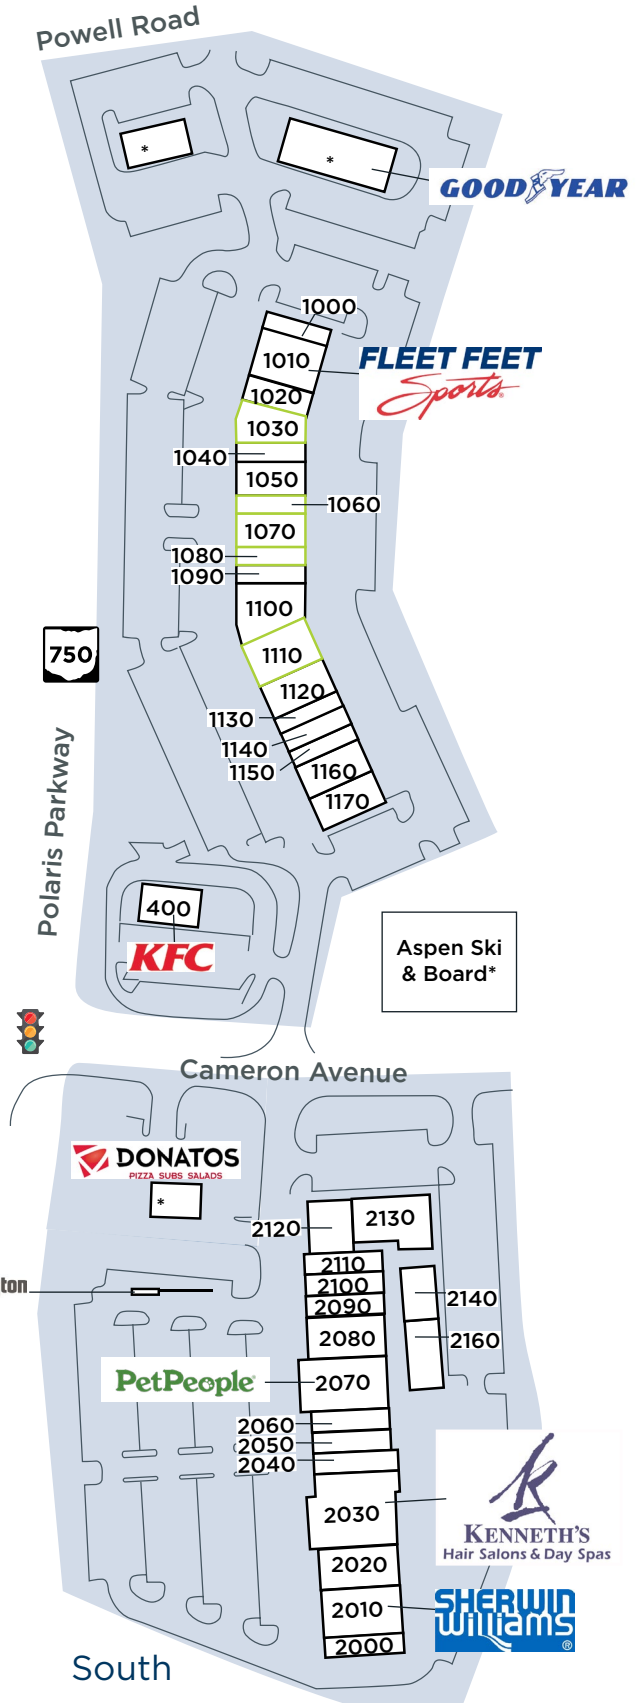 Powell Road
*
*
GOODYEAR
1000
1010
FLEET FEET
Sports
1020
1030
1040
1050
1060
1070
1080
1090
1100
750
1110
1120
1130
1140
1150
1160
1170
Polaris Parkway
400
KFC
Aspen Ski
& Board*
Cameron Avenue
DONATOS
PIZZA SUBS SALADS
*
2120
2130
2110
2100
2090
ton
2140
2080
2160
PetPeople
2070
2060
2050
2040
2030
KENNETH'S
Hair Salons & Day Spas
2020
2010
SHERWIN
WILLIAMS®
2000
South